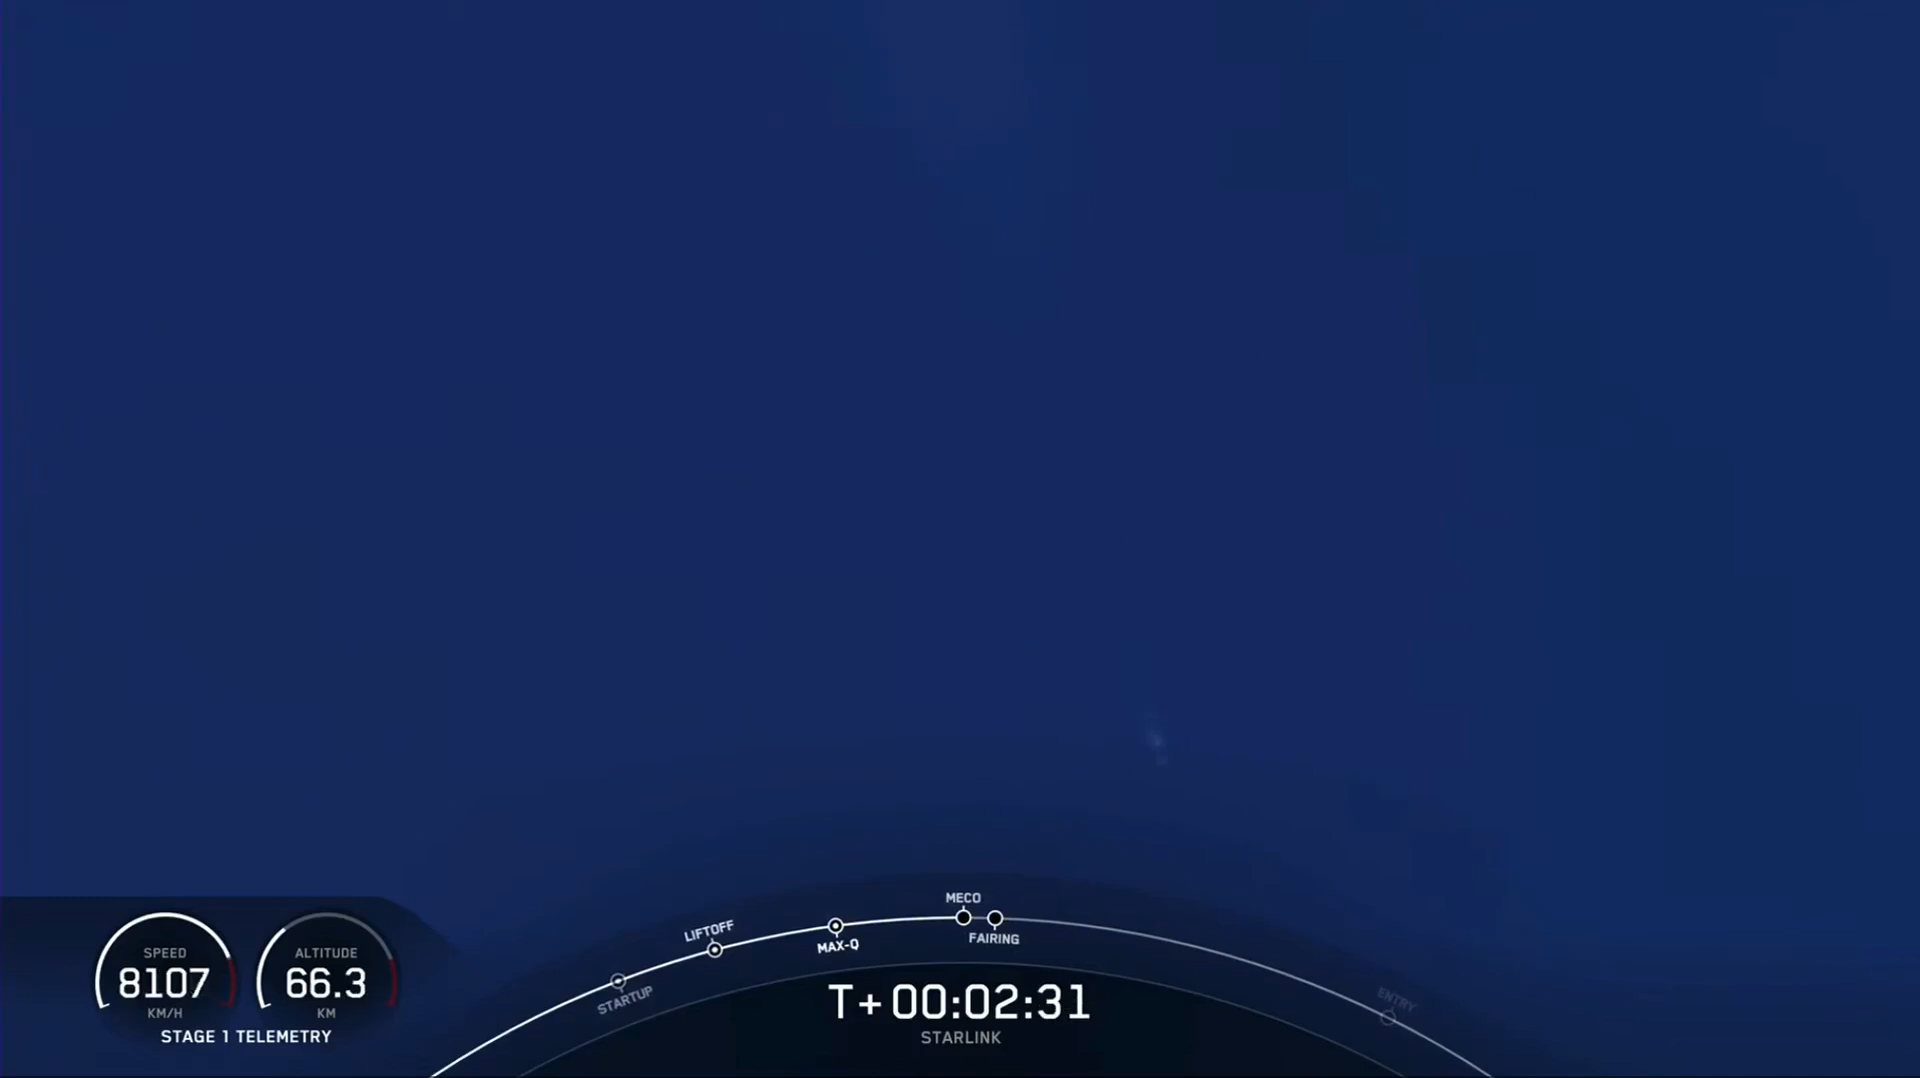 MECO
LIFTOFF
MAX-Q
FAIRING
STARTUP
ENTRY
SPEED
8107
KM/H
ALTITUDE
66.3
KM
STAGE 1 TELEMETRY
T+00:02:31
STARLINK